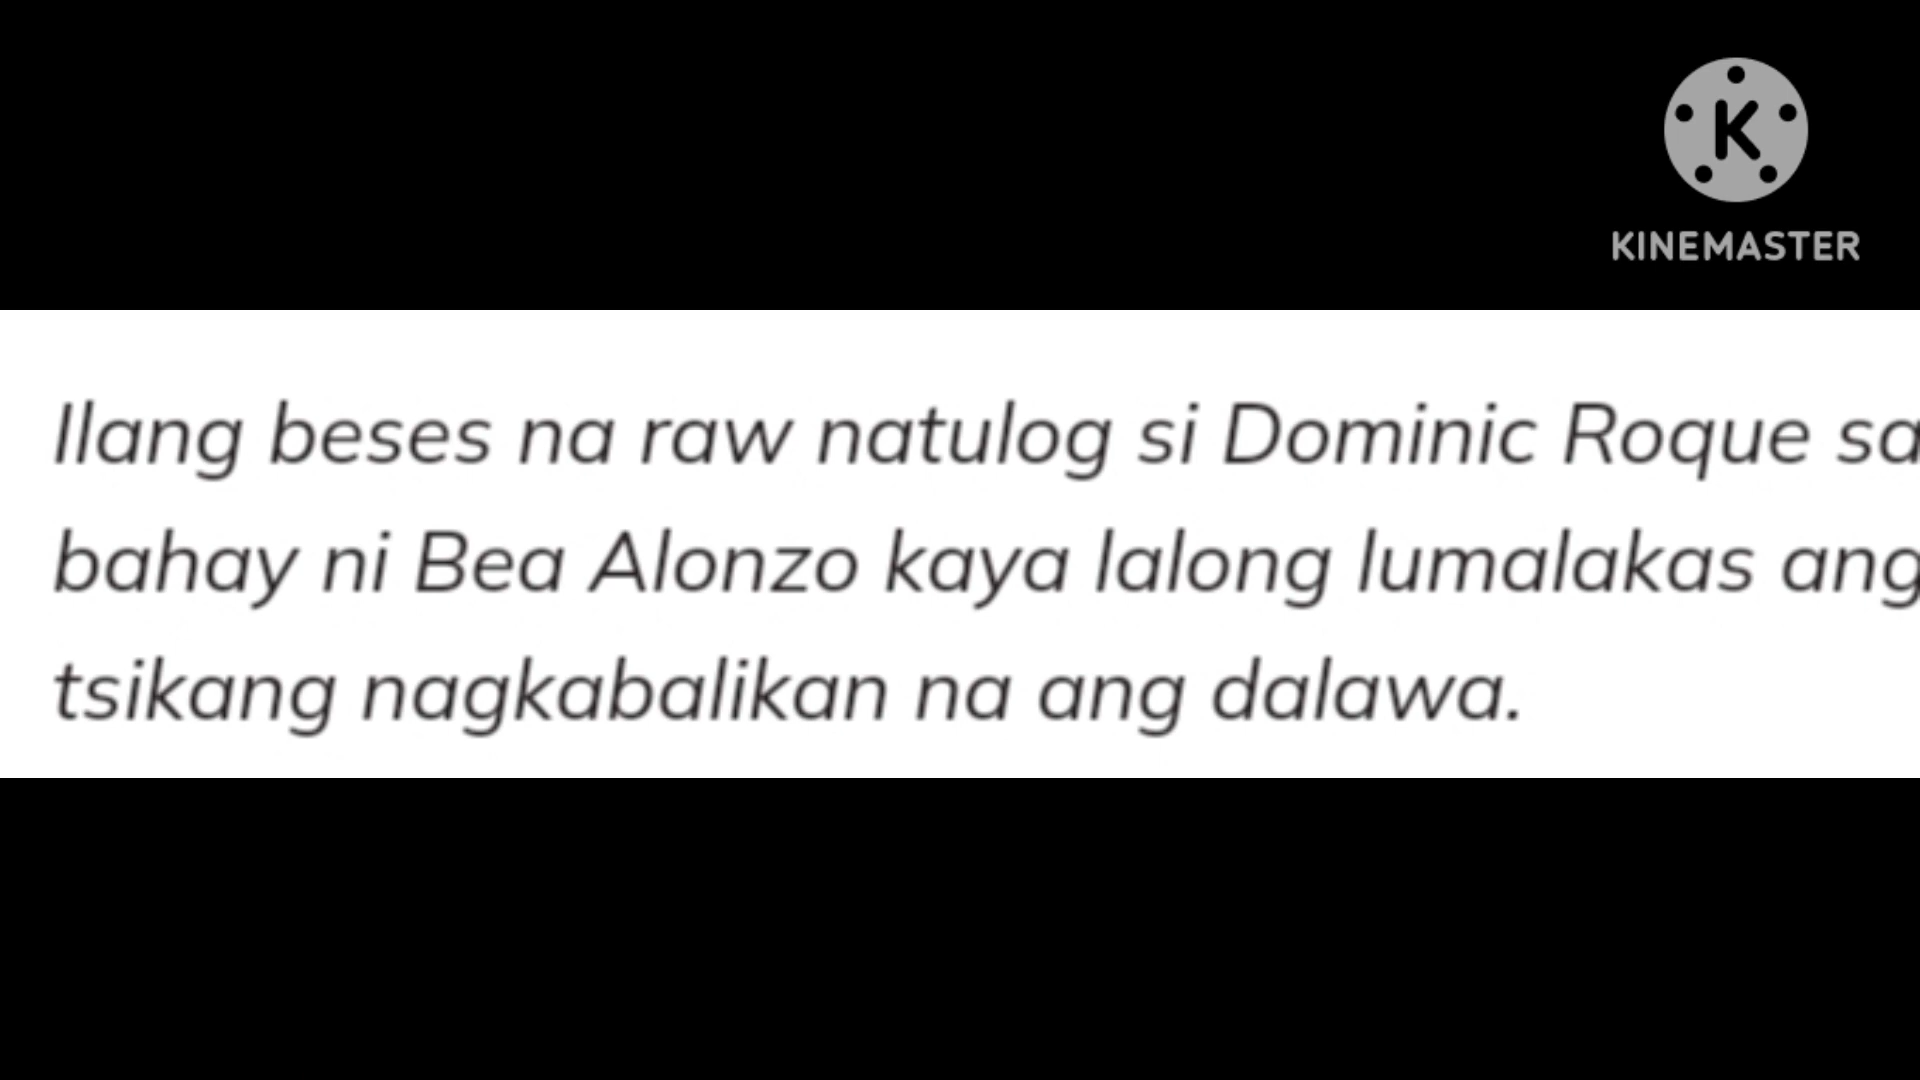 KINEMASTER
Ilang beses na raw natulog si Dominic Roque sa
bahay ni Bea Alonzo kaya lalong lumalakas ang
tsikang nagkabalikan na ang dalawa.